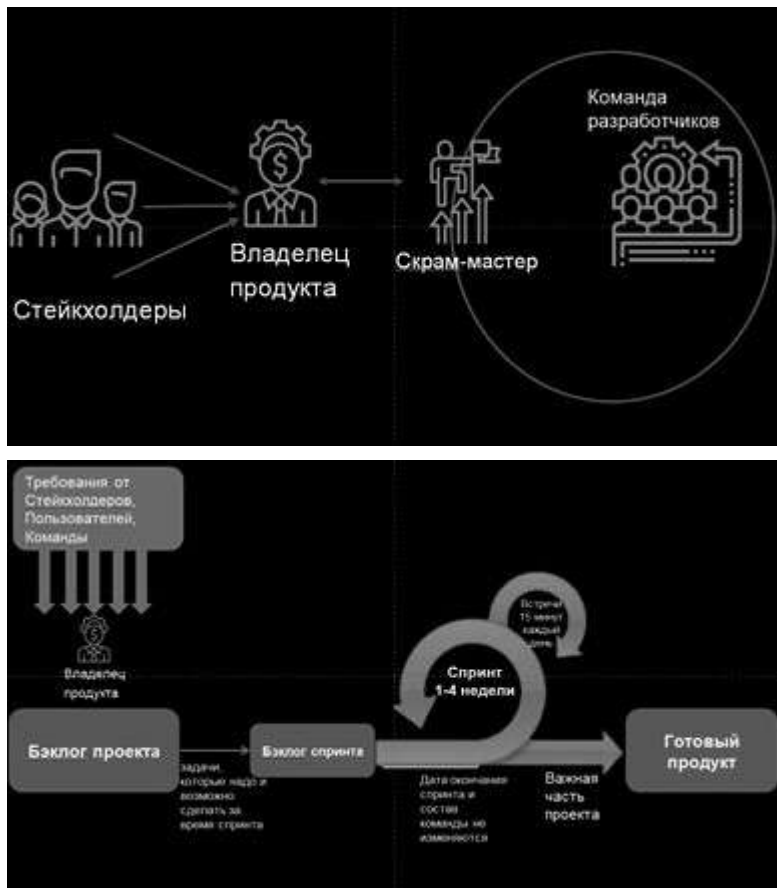 Команда
разработчиков
Владелец
продукта
Скрам-мастер
Стейкхолдеры
Требования от
Стейкхолдеров,
Пользователей,
Команды
Владелец
продукта
Встречи
15 минут
каждый
день
Спринт
1-4 недели
Бэклог проекта
Бэклог спринта
Готовый
продукт
задачи,
которые надо и
возможно
сделать за
время спринта
Дата окончания
спринта и
состав
команды не
изменяются
Важная
часть
проекта